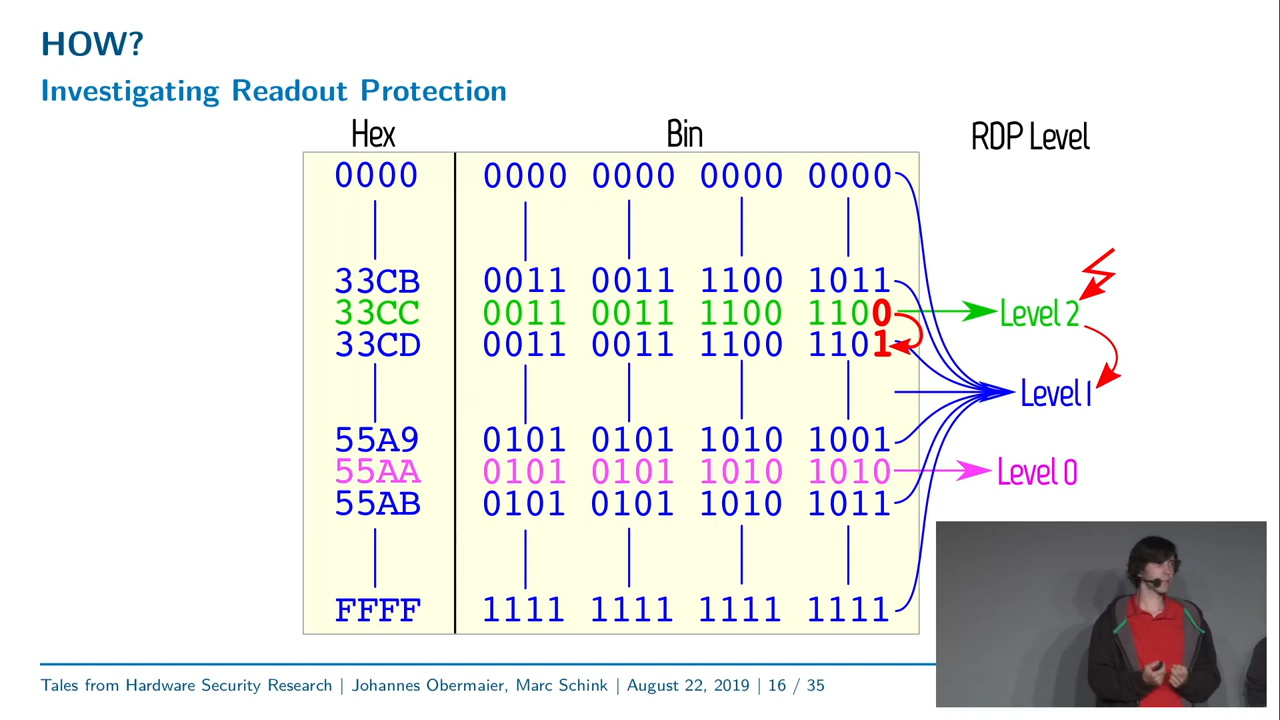 HOW?
Investigating Readout Protection
Hex Bin RDP Level
0000 0000 0000 0000 0000
33CB 0011 0011 1100 1011
33CC 0011 0011 1100 1100 Level 2
33CD 0011 0011 1100 1101
Level 1
55A9 0101 0101 1010 1001
55AA 0101 0101 1010 1010 Level 0
55AB 0101 0101 1010 1011
FFFF 1111 1111 1111 1111
Tales from Hardware Security Research | Johannes Obermaier, Marc Schink | August 22, 2019 | 16 / 35